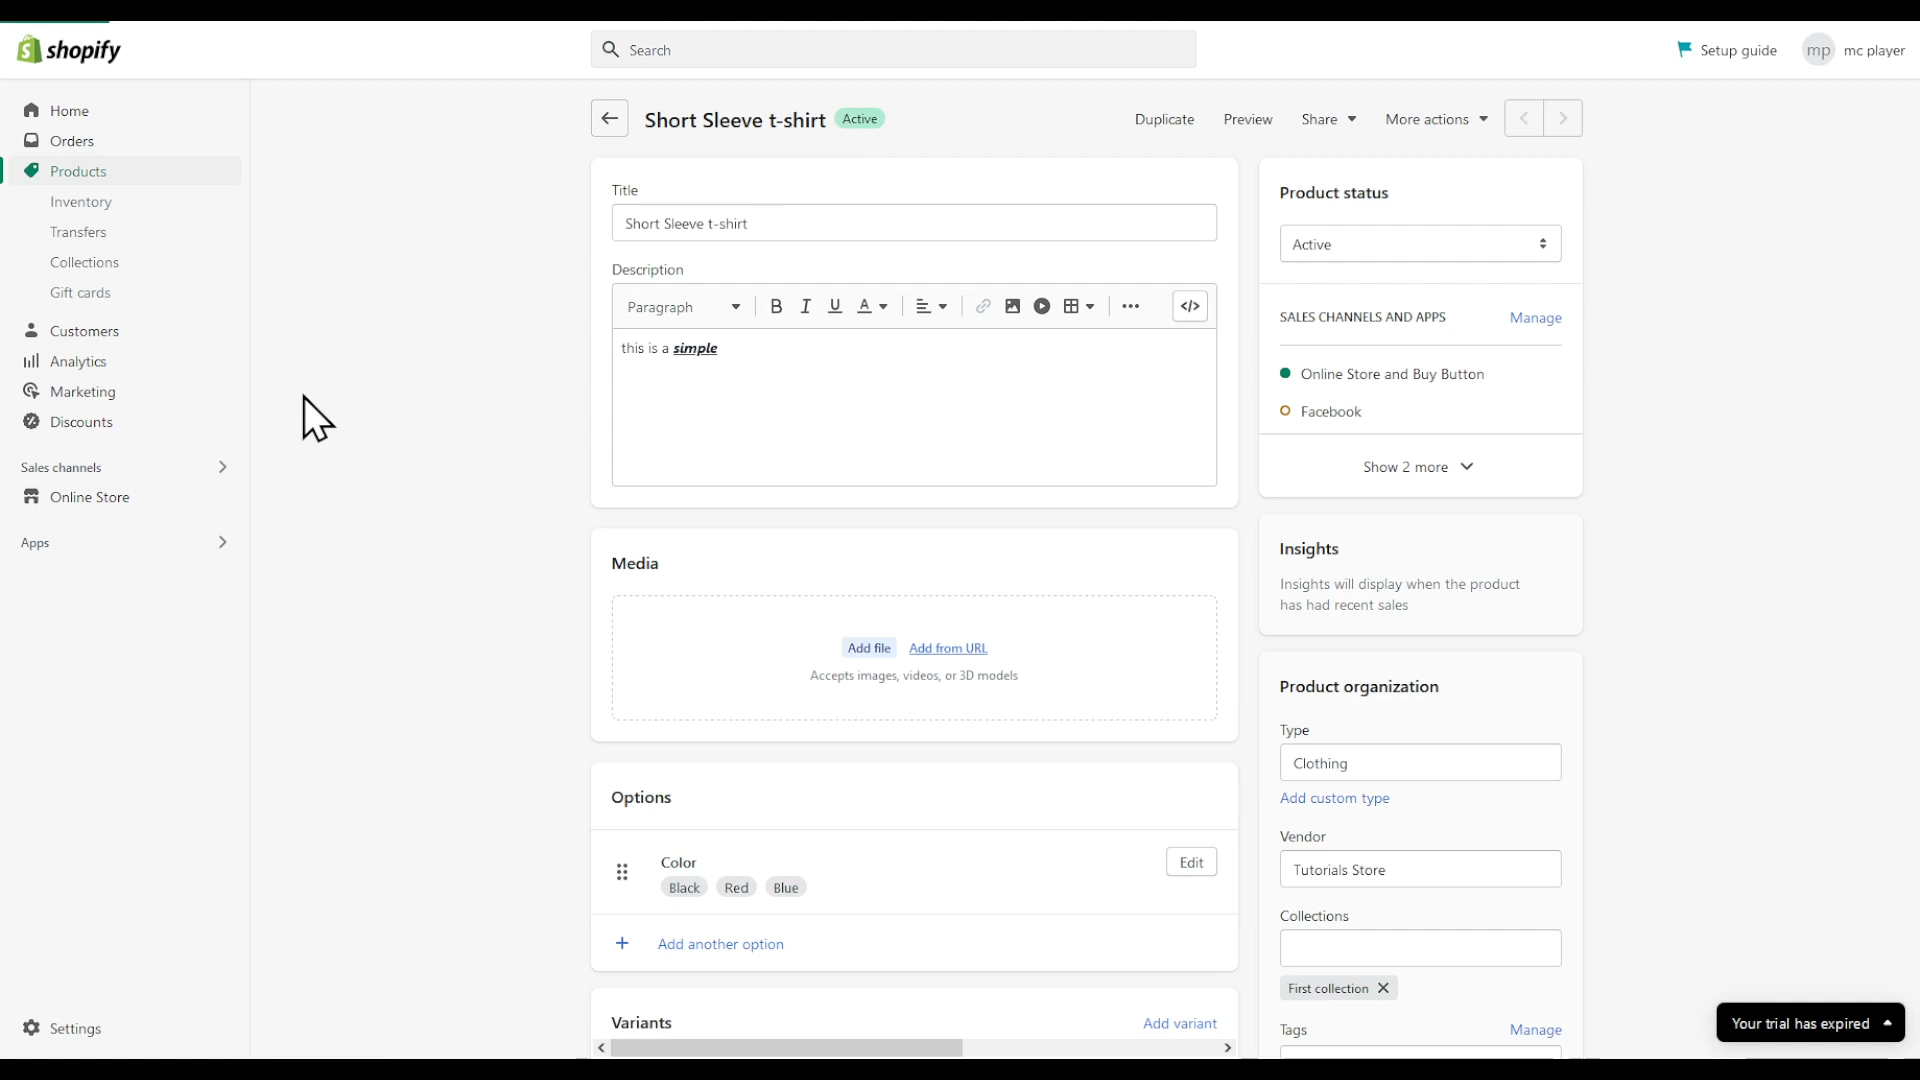 shopify
Search
Setup guide
mp
mc player
Home
Orders
Products
Inventory
Transfers
Collections
Gift cards
Customers
Analytics
Marketing
Discounts
Sales channels
Online Store
Apps
Settings
Short Sleeve t-shirt
Active
Duplicate
Preview
Share
More actions
Title
Short Sleeve t-shirt
Description
Paragraph
this is a simple
Media
Add file
Add from URL
Accepts images, videos, or 3D models
Options
Color
Black
Red
Blue
Edit
Add another option
Variants
Add variant
Product status
Active
SALES CHANNELS AND APPS
Manage
Online Store and Buy Button
Facebook
Show 2 more
Insights
Insights will display when the product
has had recent sales
Product organization
Type
Clothing
Add custom type
Vendor
Tutorials Store
Collections
First collection
Tags
Manage
Your trial has expired